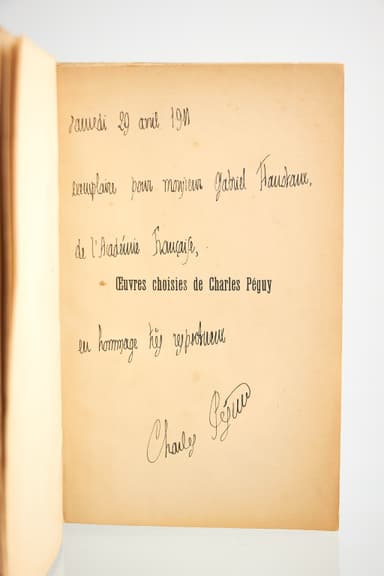 samedi 29 avril 1911
exemplaire pour monsieur Gabriel Hanotaux,
de l'Académie Française,
Œuvres choisies de Charles Péguy
en hommage très respectueux
Charles Péguy